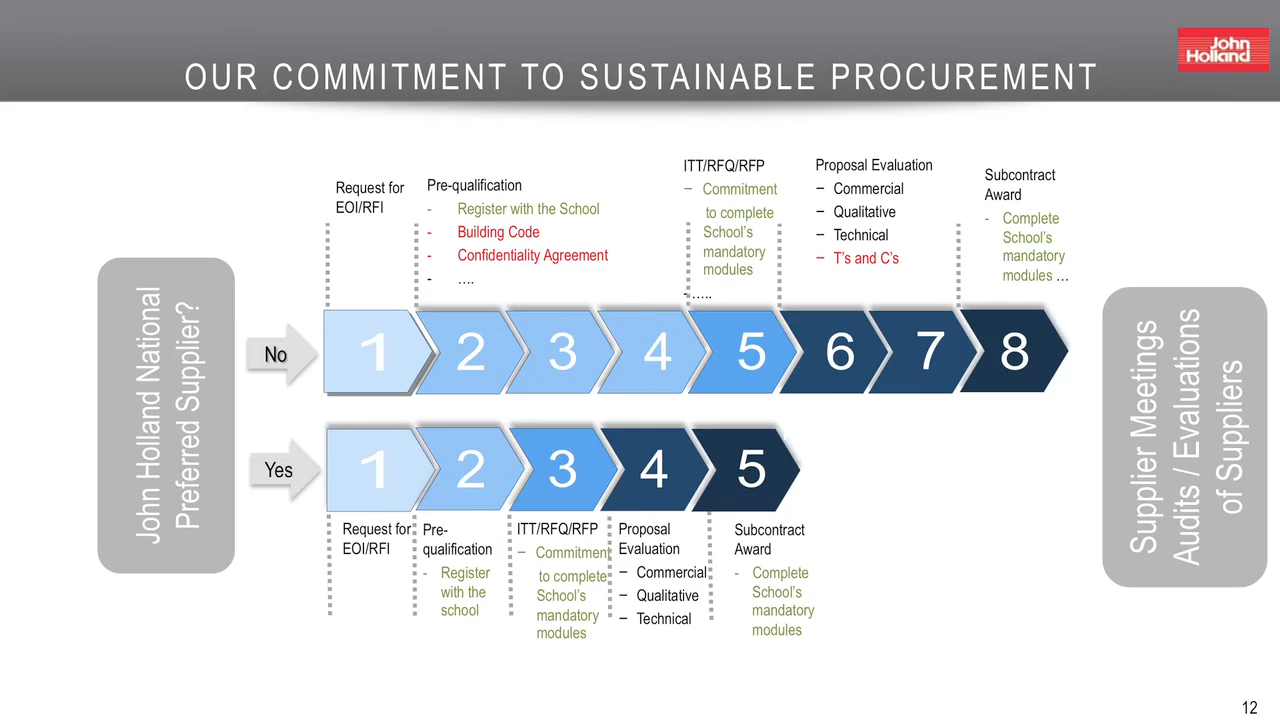 John
Holland
OUR COMMITMENT TO SUSTAINABLE PROCUREMENT
John Holland National
Preferred Supplier?
No
Request for
EOI/RFI
Pre-qualification
- Register with the School
- Building Code
- Confidentiality Agreement
- ….
ITT/RFQ/RFP
– Commitment
to complete
School’s
mandatory
modules
- …..
Proposal Evaluation
– Commercial
– Qualitative
– Technical
– T’s and C’s
Subcontract
Award
- Complete
School’s
mandatory
modules …
1 2 3 4 5 6 7 8
Yes
1 2 3 4 5
Request for
EOI/RFI
Pre-
qualification
- Register
with the
school
ITT/RFQ/RFP
– Commitment
to complete
School’s
mandatory
modules
Proposal
Evaluation
– Commercial
– Qualitative
– Technical
Subcontract
Award
- Complete
School’s
mandatory
modules
Supplier Meetings
Audits / Evaluations
of Suppliers
12